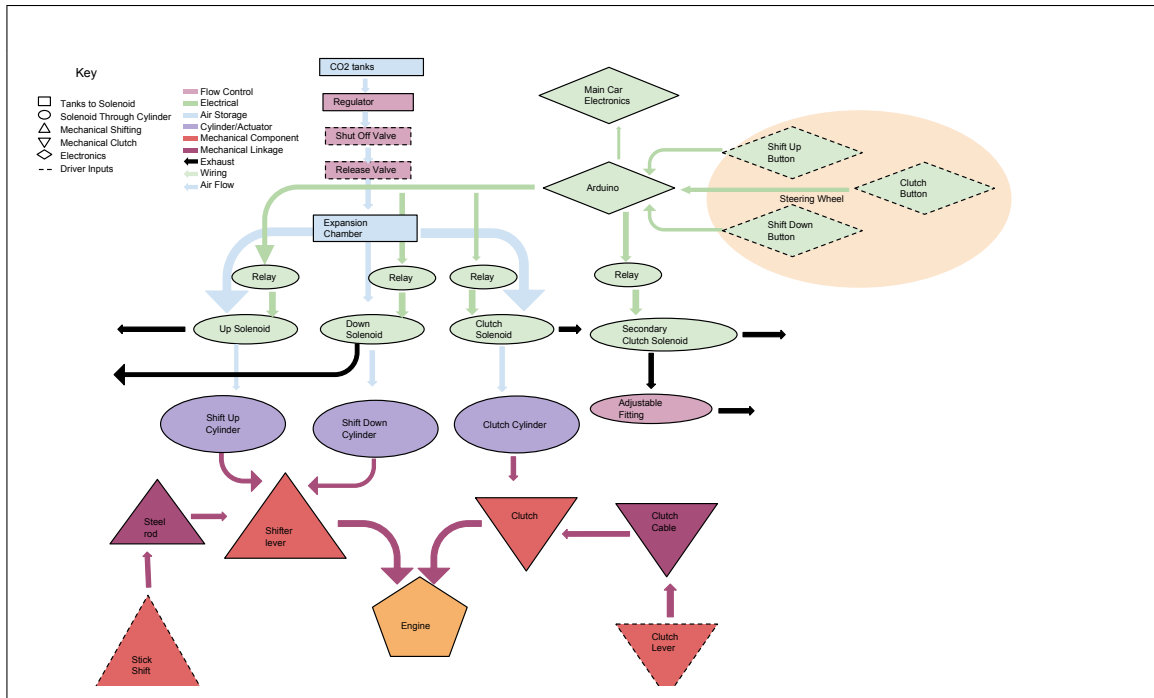 Key
Tanks to Solenoid
Solenoid Through Cylinder
Mechanical Shifting
Mechanical Clutch
Electronics
Driver Inputs
Flow Control
Electrical
Air Storage
Cylinder/Actuator
Mechanical Component
Mechanical Linkage
Exhaust
Wiring
Air Flow
CO2 tanks
Regulator
Shut Off Valve
Release Valve
Expansion
Chamber
Main Car
Electronics
Arduino
Shift Up
Button
Clutch
Button
Steering Wheel
Shift Down
Button
Relay
Relay
Relay
Relay
Up Solenoid
Down
Solenoid
Clutch
Solenoid
Secondary
Clutch Solenoid
Adjustable
Fitting
Shift Up
Cylinder
Shift Down
Cylinder
Clutch Cylinder
Steel
rod
Shifter
lever
Clutch
Clutch
Cable
Engine
Stick
Shift
Clutch
Lever